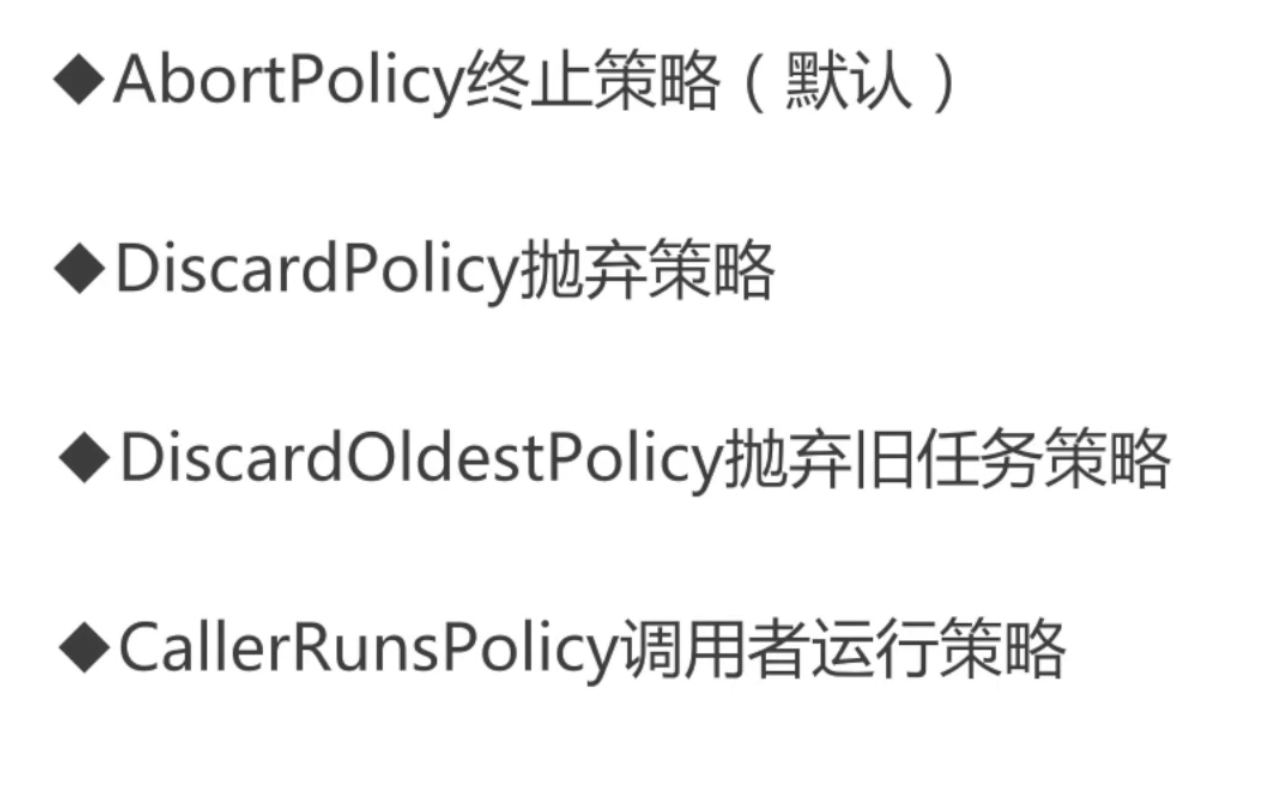 ◆AbortPolicy终止策略（默认）
◆DiscardPolicy抛弃策略
◆DiscardOldestPolicy抛弃旧任务策略
◆CallerRunsPolicy调用者运行策略